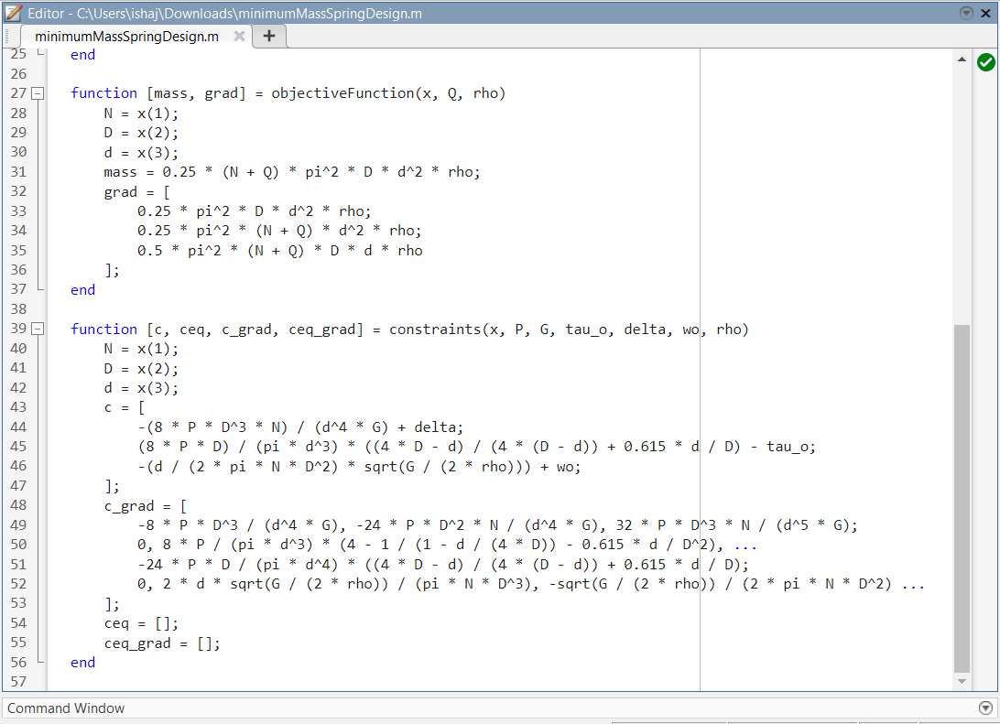 Editor - C:\Users\ishaj\Downloads\minimumMassSpringDesign.m
minimumMassSpringDesign.m
25 end
26
27 function [mass, grad] = objectiveFunction(x, Q, rho)
28 N = x(1);
29 D = x(2);
30 d = x(3);
31 mass = 0.25 * (N + Q) * pi^2 * D * d^2 * rho;
32 grad = [
33 0.25 * pi^2 * D * d^2 * rho;
34 0.25 * pi^2 * (N + Q) * d^2 * rho;
35 0.5 * pi^2 * (N + Q) * D * d * rho
36 ];
37 end
38
39 function [c, ceq, c_grad, ceq_grad] = constraints(x, P, G, tau_o, delta, wo, rho)
40 N = x(1);
41 D = x(2);
42 d = x(3);
43 c = [
44 -(8 * P * D^3 * N) / (d^4 * G) + delta;
45 (8 * P * D) / (pi * d^3) * ((4 * D - d) / (4 * (D - d)) + 0.615 * d / D) - tau_o;
46 -(d / (2 * pi * N * D^2) * sqrt(G / (2 * rho))) + wo;
47 ];
48 c_grad = [
49 -8 * P * D^3 / (d^4 * G), -24 * P * D^2 * N / (d^4 * G), 32 * P * D^3 * N / (d^5 * G);
50 0, 8 * P / (pi * d^3) * (4 - 1 / (1 - d / (4 * D)) - 0.615 * d / D^2), ...
51 -24 * P * D / (pi * d^4) * ((4 * D - d) / (4 * (D - d)) + 0.615 * d / D);
52 0, 2 * d * sqrt(G / (2 * rho)) / (pi * N * D^3), -sqrt(G / (2 * rho)) / (2 * pi * N * D^2) ...
53 ];
54 ceq = [];
55 ceq_grad = [];
56 end
57
Command Window